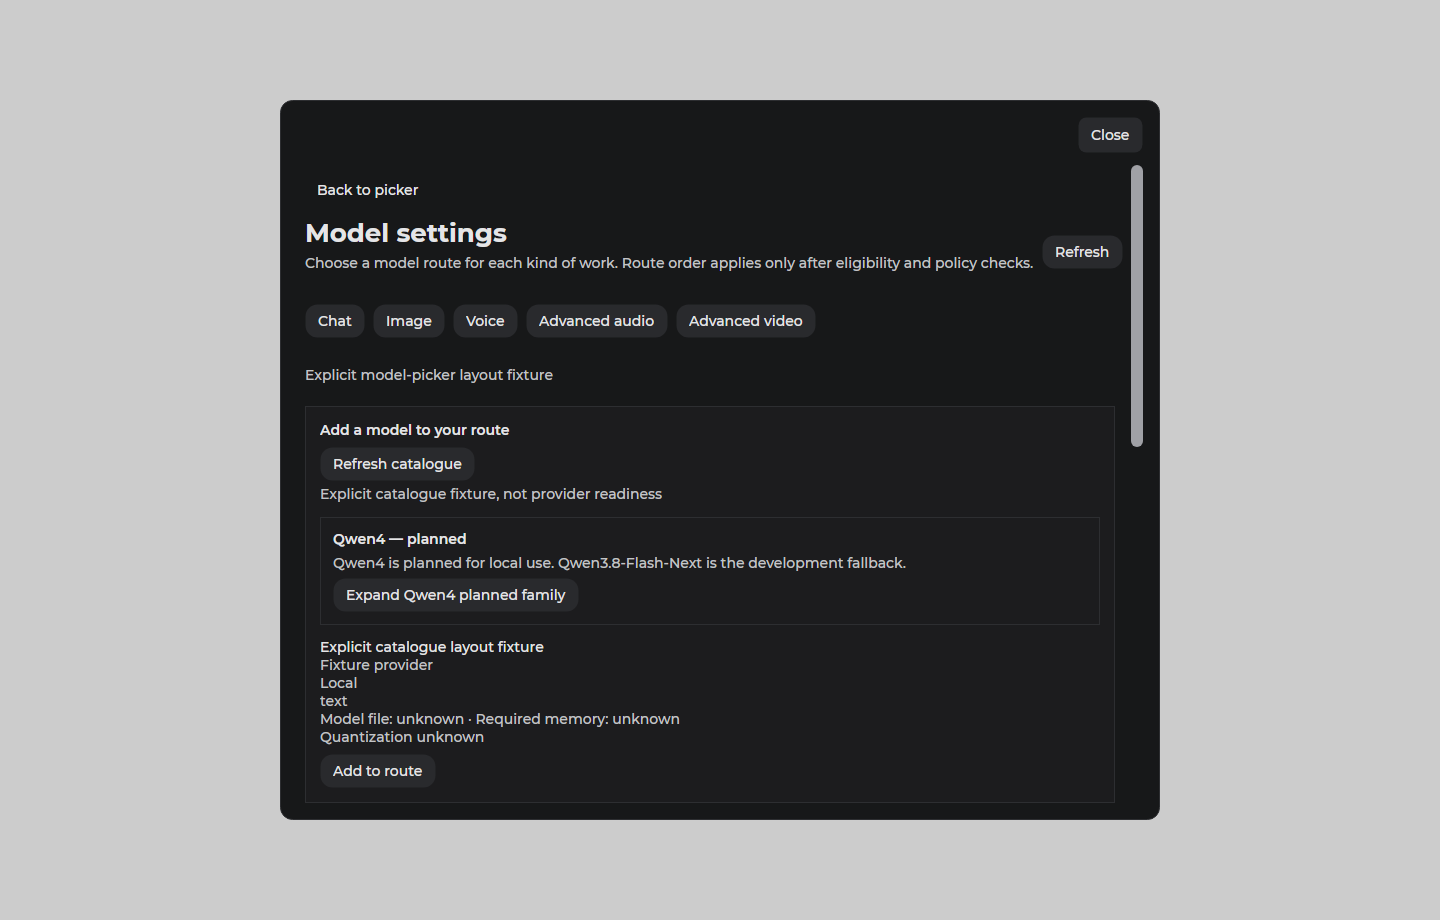 Close
Back to picker
Model settings
Choose a model route for each kind of work. Route order applies only after eligibility and policy checks.
Refresh
Chat
Image
Voice
Advanced audio
Advanced video
Explicit model-picker layout fixture
Add a model to your route
Refresh catalogue
Explicit catalogue fixture, not provider readiness
Qwen4 — planned
Qwen4 is planned for local use. Qwen3.8-Flash-Next is the development fallback.
Expand Qwen4 planned family
Explicit catalogue layout fixture
Fixture provider
Local
text
Model file: unknown · Required memory: unknown
Quantization unknown
Add to route